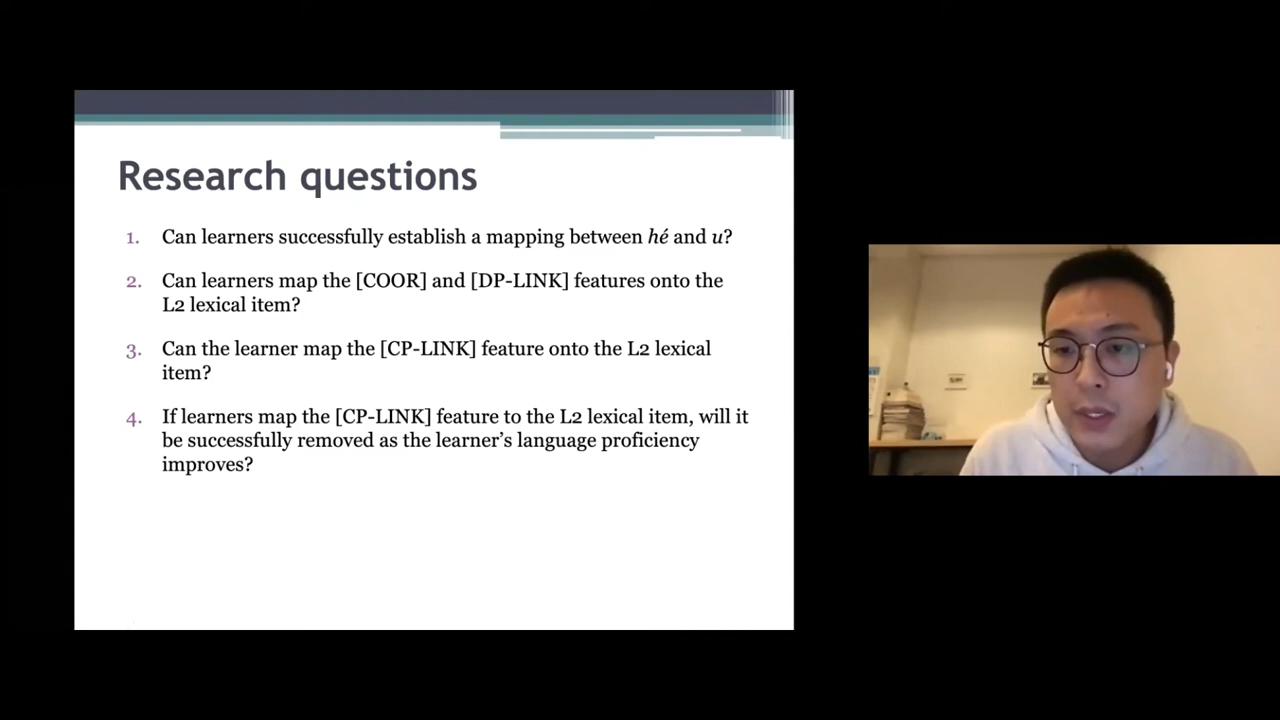 Research questions
1. Can learners successfully establish a mapping between hé and u?
2. Can learners map the [COOR] and [DP-LINK] features onto the
L2 lexical item?
3. Can the learner map the [CP-LINK] feature onto the L2 lexical
item?
4. If learners map the [CP-LINK] feature to the L2 lexical item, will it
be successfully removed as the learner’s language proficiency
improves?